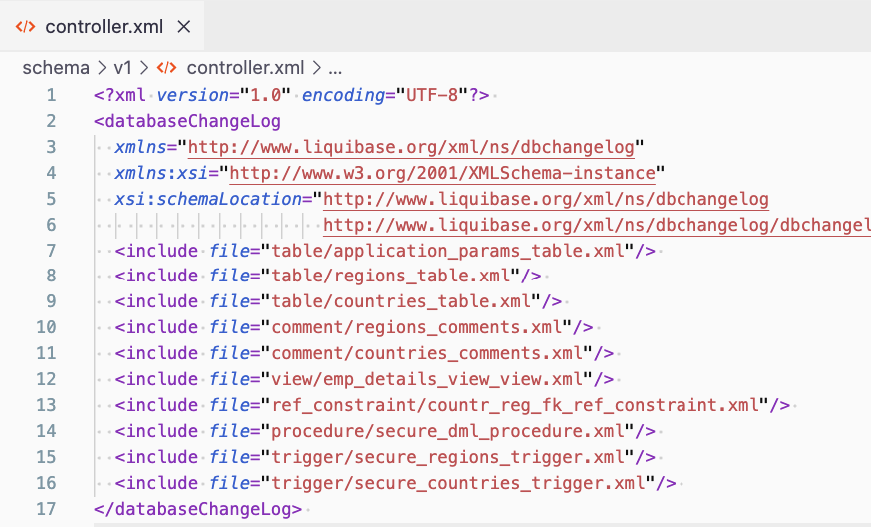 controller.xml
schema > v1 > controller.xml > ...
1 <?xml version="1.0" encoding="UTF-8"?>
2 <databaseChangeLog
3 xmlns="http://www.liquibase.org/xml/ns/dbchangelog"
4 xmlns:xsi="http://www.w3.org/2001/XMLSchema-instance"
5 xsi:schemaLocation="http://www.liquibase.org/xml/ns/dbchangelog
6 http://www.liquibase.org/xml/ns/dbchangelog/dbchangel
7 <include file="table/application_params_table.xml"/>
8 <include file="table/regions_table.xml"/>
9 <include file="table/countries_table.xml"/>
10 <include file="comment/regions_comments.xml"/>
11 <include file="comment/countries_comments.xml"/>
12 <include file="view/emp_details_view_view.xml"/>
13 <include file="ref_constraint/countr_reg_fk_ref_constraint.xml"/>
14 <include file="procedure/secure_dml_procedure.xml"/>
15 <include file="trigger/secure_regions_trigger.xml"/>
16 <include file="trigger/secure_countries_trigger.xml"/>
17 </databaseChangeLog>